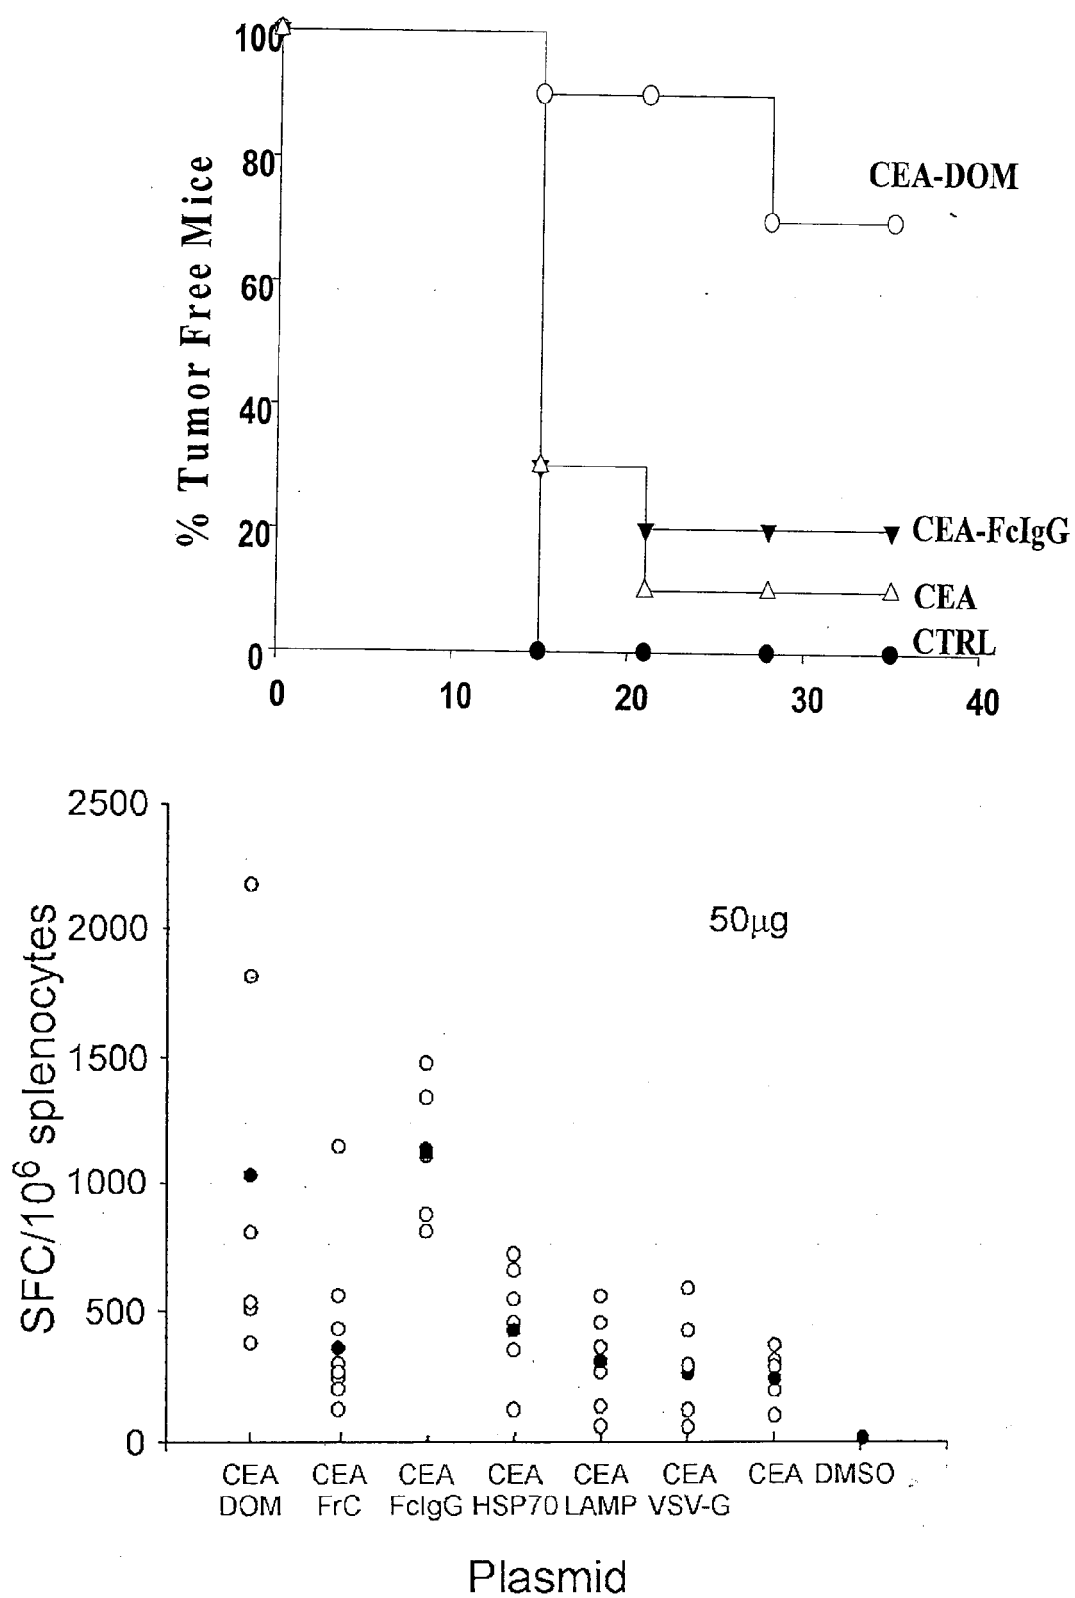 100
80
60
40
20
0
% Tumor Free Mice
CEA-DOM
CEA-FcIgG
CEA
CTRL
0 10 20 30 40
2500
2000
1500
1000
500
0
SFC/10⁶ splenocytes
50µg
CEA CEA CEA CEA CEA CEA CEA DMSO
DOM FrC FcIgG HSP70 LAMP VSV-G
Plasmid